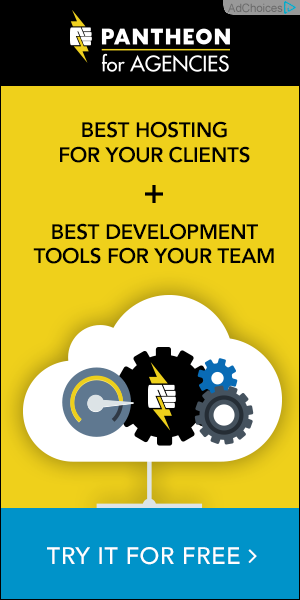 AdChoices
PANTHEON
for AGENCIES
BEST HOSTING
FOR YOUR CLIENTS
+
BEST DEVELOPMENT
TOOLS FOR YOUR TEAM
TRY IT FOR FREE >